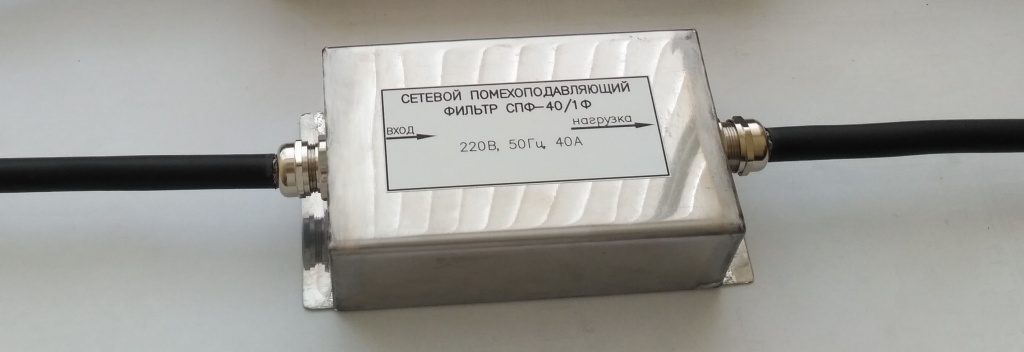 СЕТЕВОЙ ПОМЕХОПОДАВЛЯЮЩИЙ
ФИЛЬТР СПФ-40/1Ф
вход
нагрузка
220В, 50Гц, 40А